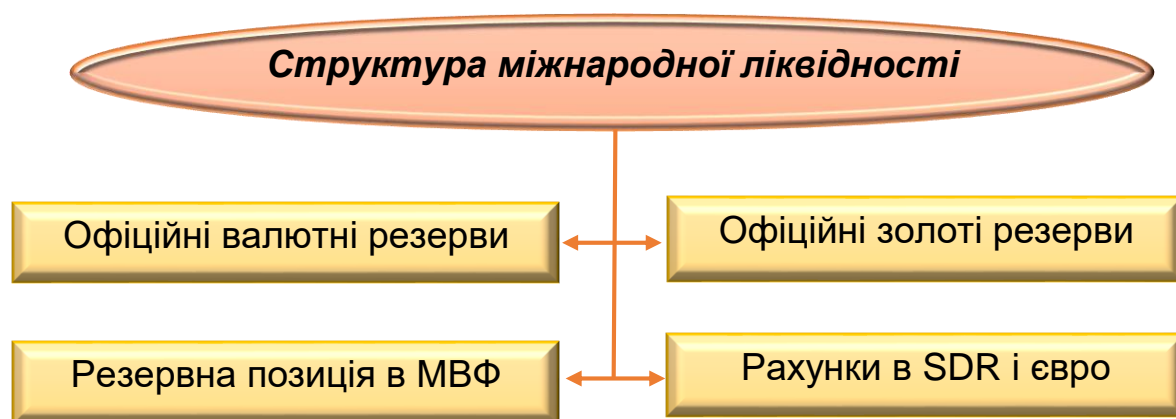 Структура міжнародної ліквідності
Офіційні валютні резерви
Офіційні золоті резерви
Резервна позиція в МВФ
Рахунки в SDR і євро